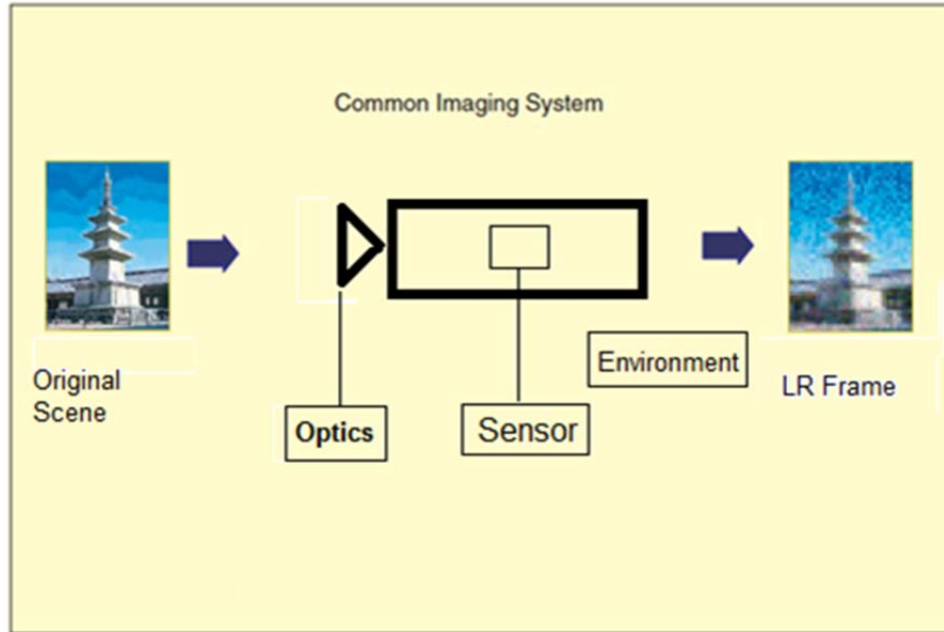 Common Imaging System
Original
Scene
Optics
Sensor
Environment
LR Frame